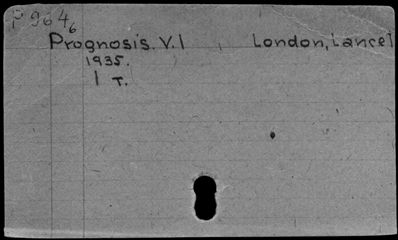 P964
6
Prognosis. V.1 London, Lancet
1935.
1 т.